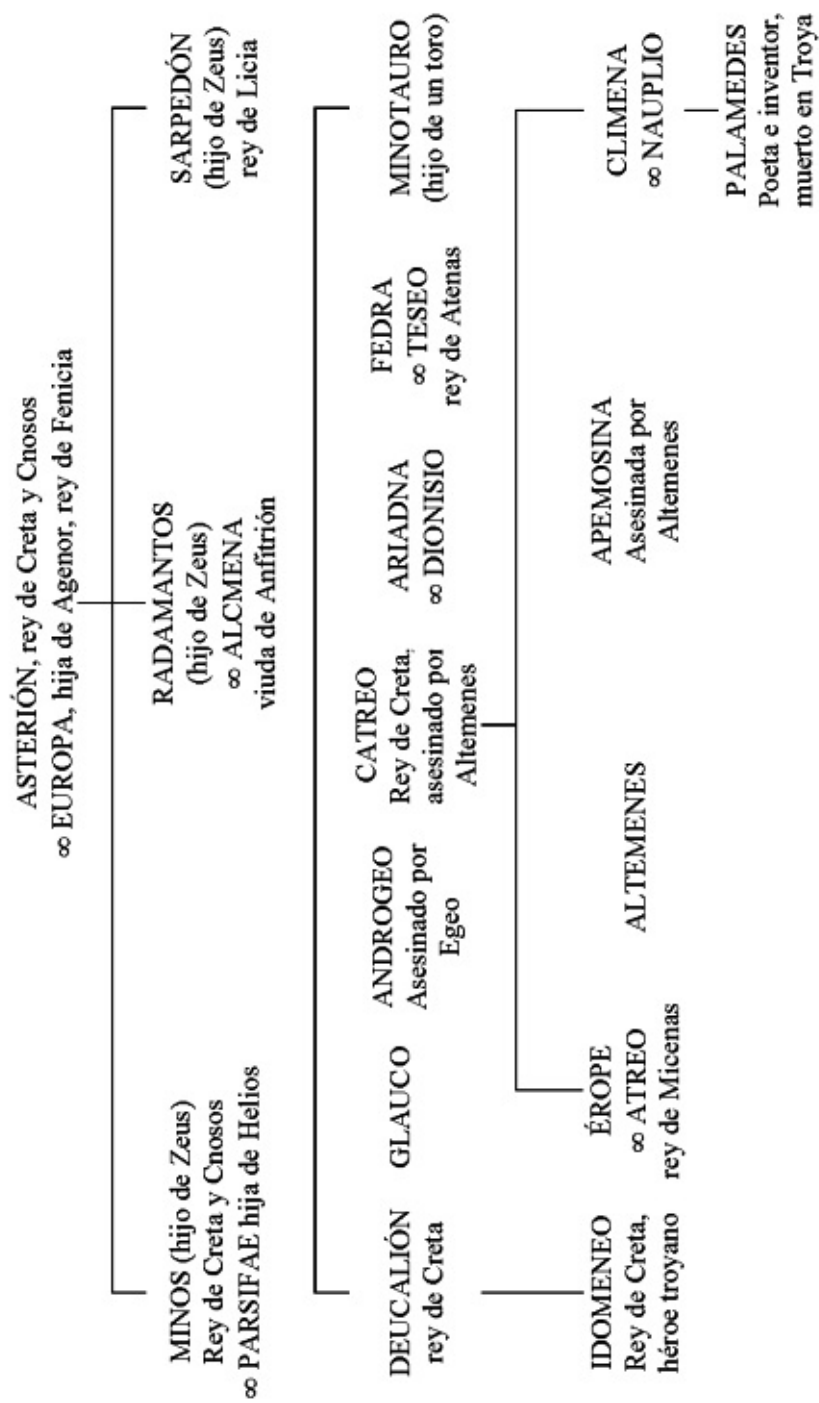 ASTERIÓN, rey de Creta y Cnosos
∞ EUROPA, hija de Agenor, rey de Fenicia
MINOS (hijo de Zeus)
Rey de Creta y Cnosos
∞ PARSIFAE hija de Helios
RADAMANTOS
(hijo de Zeus)
∞ ALCMENA
viuda de Anfitrión
SARPEDÓN
(hijo de Zeus)
rey de Licia
DEUCALIÓN
rey de Creta
GLAUCO
ANDROGEO
Asesinado por
Egeo
CATREO
Rey de Creta,
asesinado por
Altemenes
ARIADNA
∞ DIONISIO
FEDRA
∞ TESEO
rey de Atenas
MINOTAURO
(hijo de un toro)
IDOMENEO
Rey de Creta,
héroe troyano
ÉROPE
∞ ATREO
rey de Micenas
ALTEMENES
APEMOSINA
Asesinada por
Altemenes
CLIMENA
∞ NAUPLIO
PALAMEDES
Poeta e inventor,
muerto en Troya